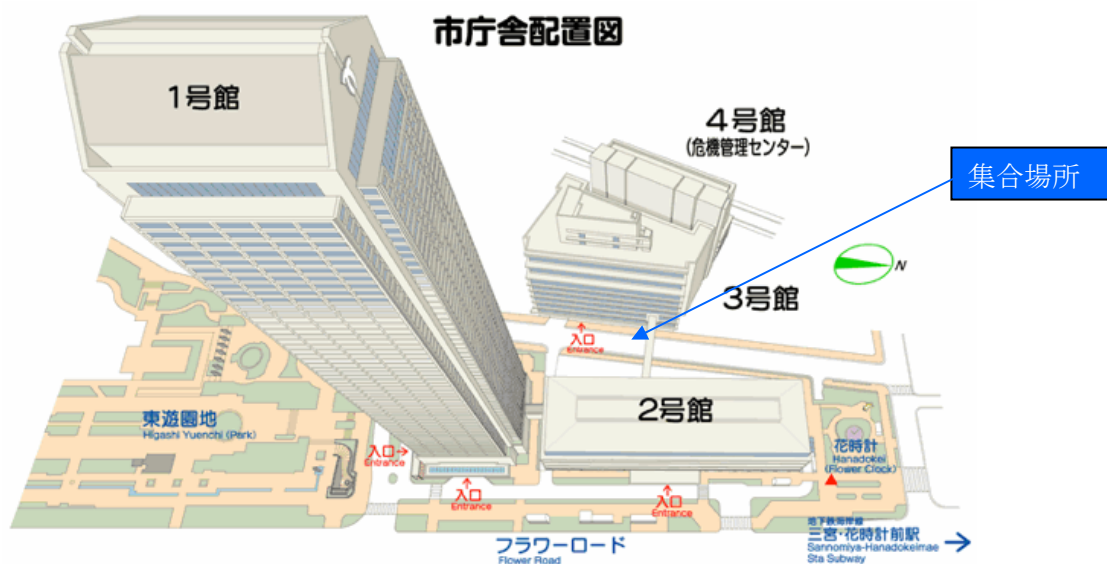 市庁舎配置図
1号館
4号館
(危機管理センター)
集合場所
N
3号館
入口
Entrance
2号館
東遊園地
Higashi Yuenchi (Park)
花時計
Hanadokei
(Flower Clock)
入口→
Entrance
入口
Entrance
入口
Entrance
地下鉄海岸線
三宮・花時計前駅
Sannomiya-Hanadokeimae
Sta Subway
フラワーロード
Flower Road